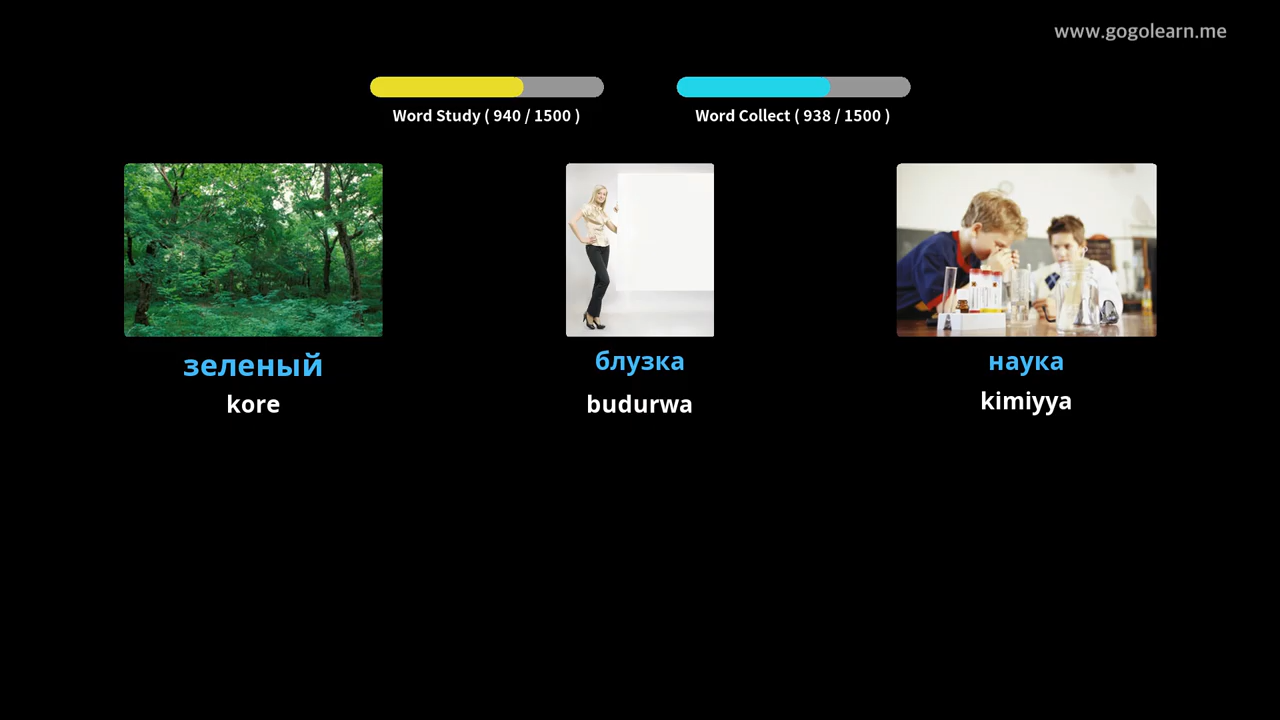 www.gogolearn.me
Word Study ( 940 / 1500 )
Word Collect ( 938 / 1500 )
зеленый
kore
блузка
budurwa
наука
kimiyya